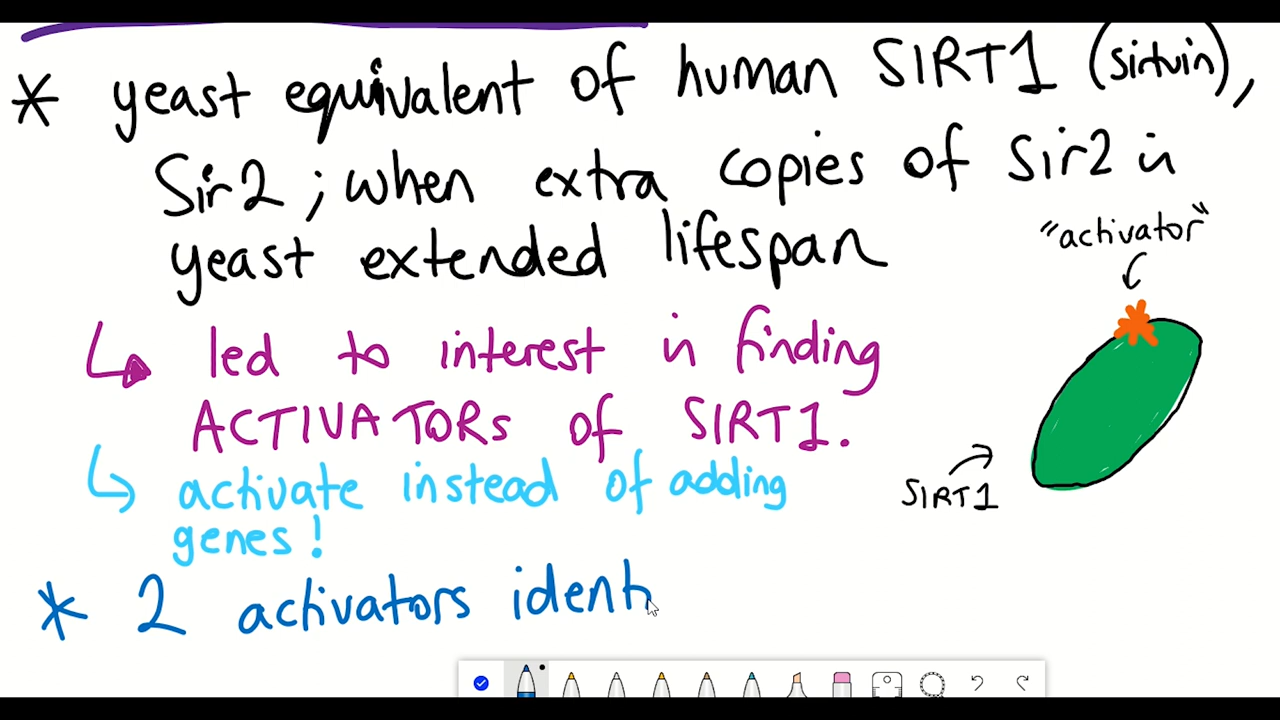 * yeast equivalent of human SIRT1 (sirtuin),
Sir2 ; when extra copies of Sir2 in
yeast extended lifespan
"activator"
↳ led to interest in finding
ACTIVATORs of SIRT1.
↳ activate instead of adding
genes!
SIRT1
* 2 activators identi